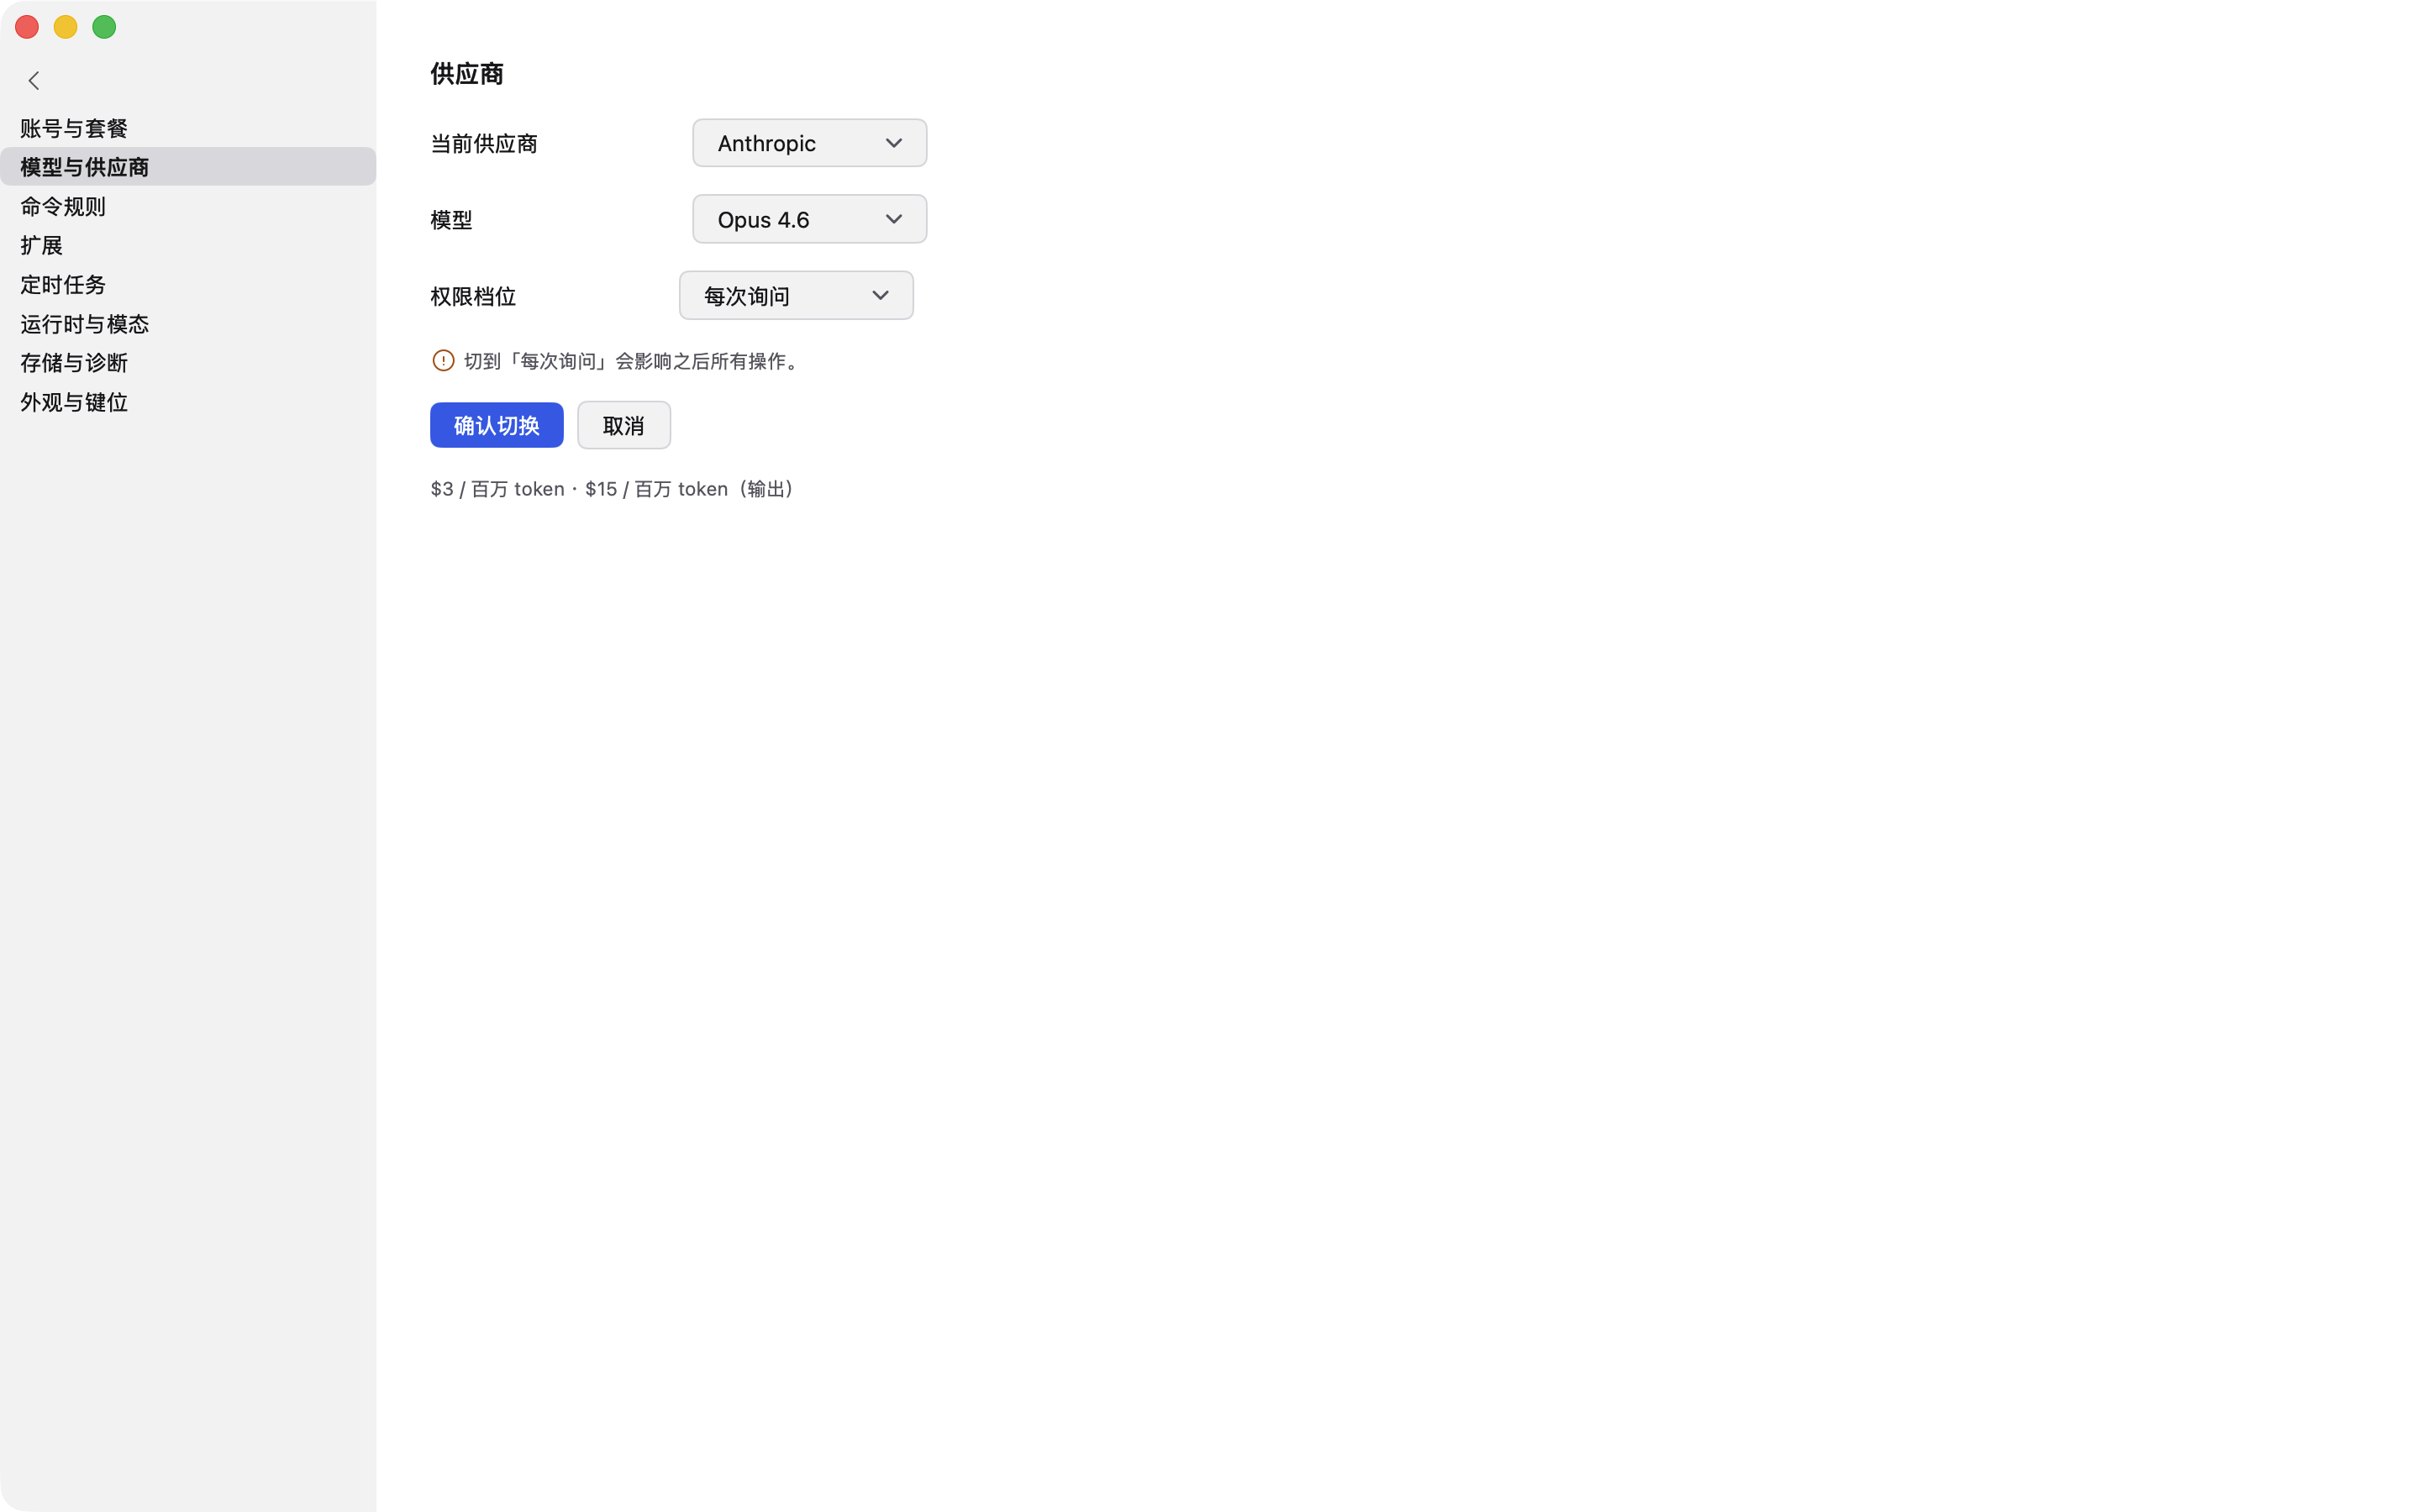 账号与套餐
模型与供应商
命令规则
扩展
定时任务
运行时与模态
存储与诊断
外观与键位
供应商
当前供应商 Anthropic
模型 Opus 4.6
权限档位 每次询问
切到「每次询问」会影响之后所有操作。
确认切换 取消
$3 / 百万 token · $15 / 百万 token（输出）